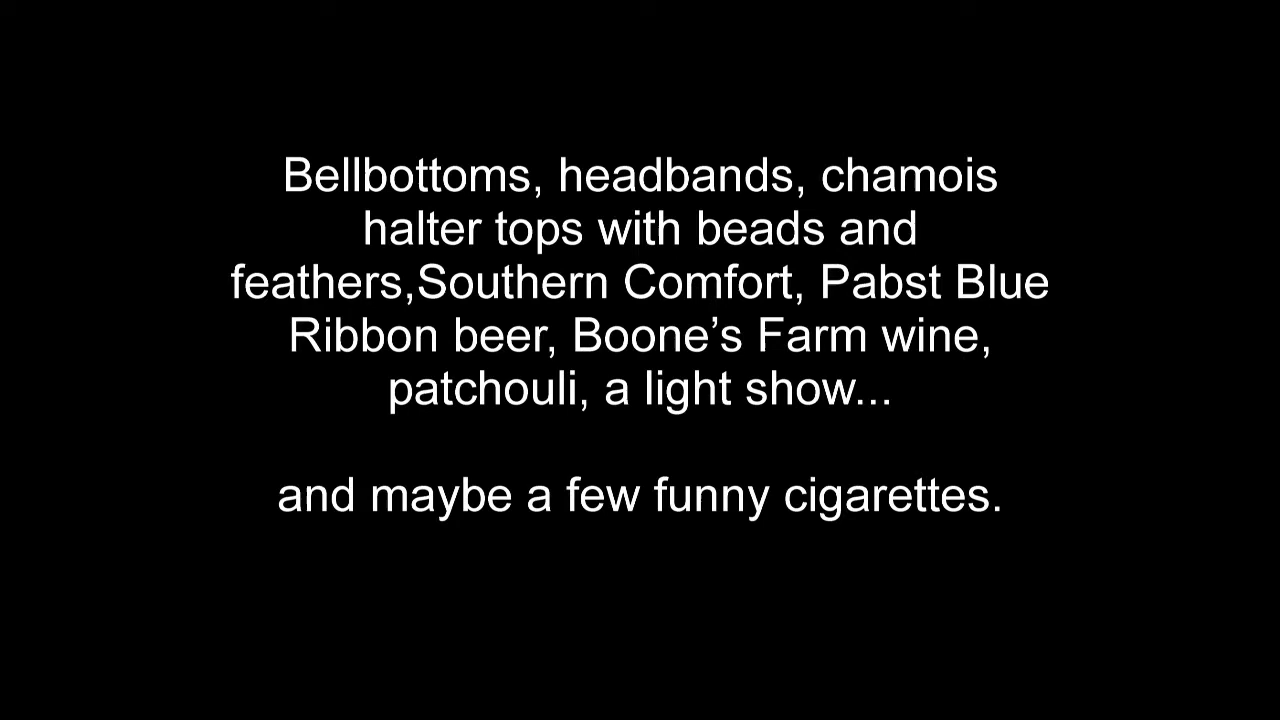 Bellbottoms, headbands, chamois
halter tops with beads and
feathers,Southern Comfort, Pabst Blue
Ribbon beer, Boone’s Farm wine,
patchouli, a light show...
and maybe a few funny cigarettes.